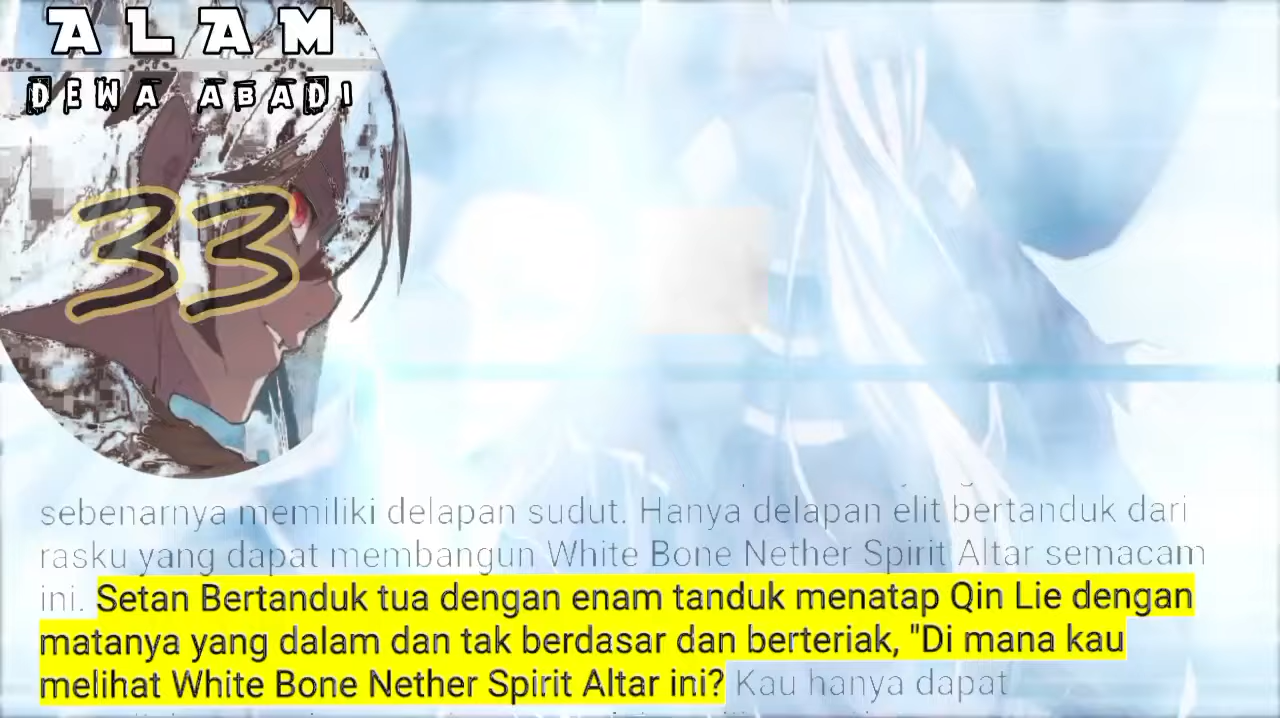 ALAM
DEWA ABADI
33
sebenarnya memiliki delapan sudut. Hanya delapan elit bertanduk dari
rasku yang dapat membangun White Bone Nether Spirit Altar semacam
ini. Setan Bertanduk tua dengan enam tanduk menatap Qin Lie dengan
matanya yang dalam dan tak berdasar dan berteriak, "Di mana kau
melihat White Bone Nether Spirit Altar ini? Kau hanya dapat